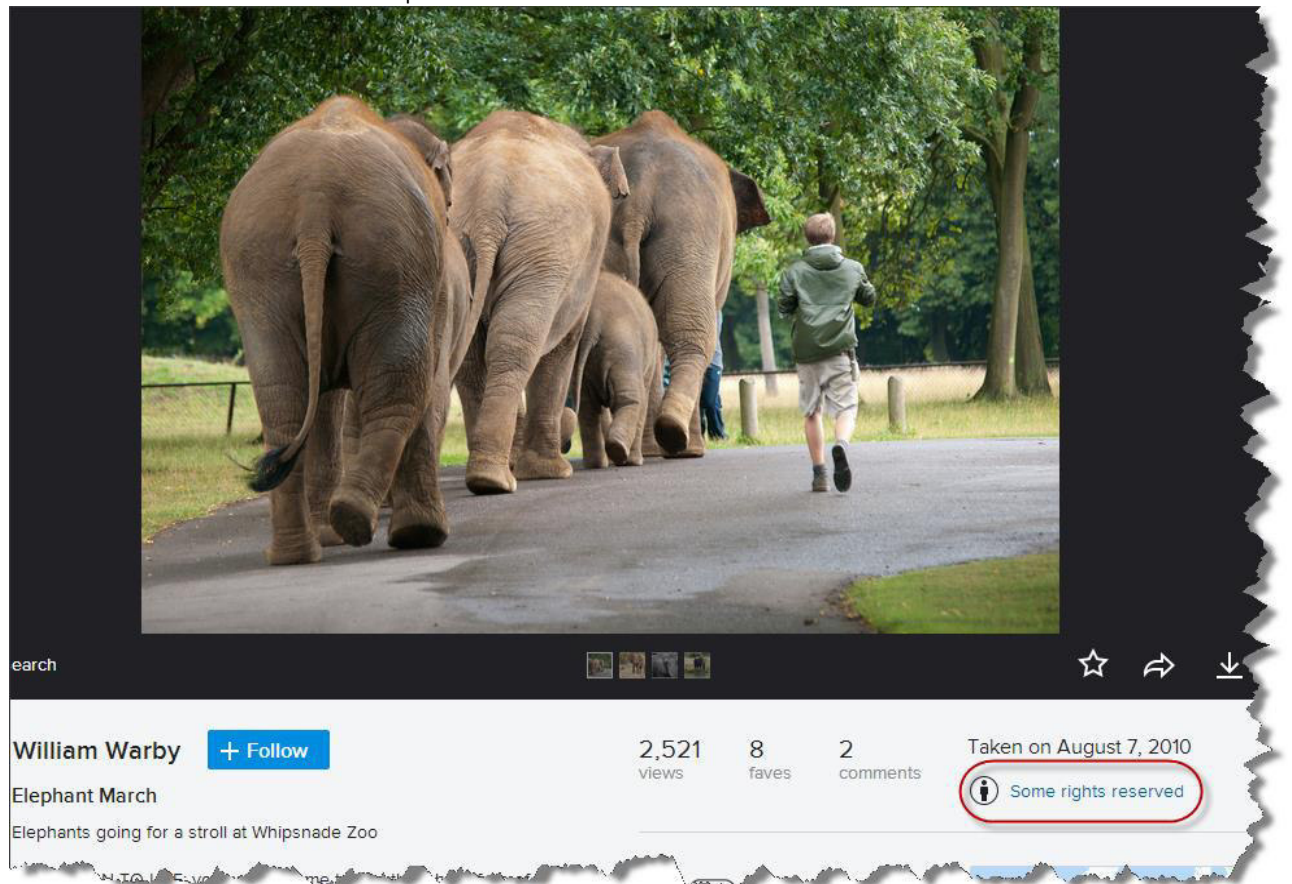 earch
William Warby
+ Follow
2,521
views
8
faves
2
comments
Taken on August 7, 2010
Some rights reserved
Elephant March
Elephants going for a stroll at Whipsnade Zoo